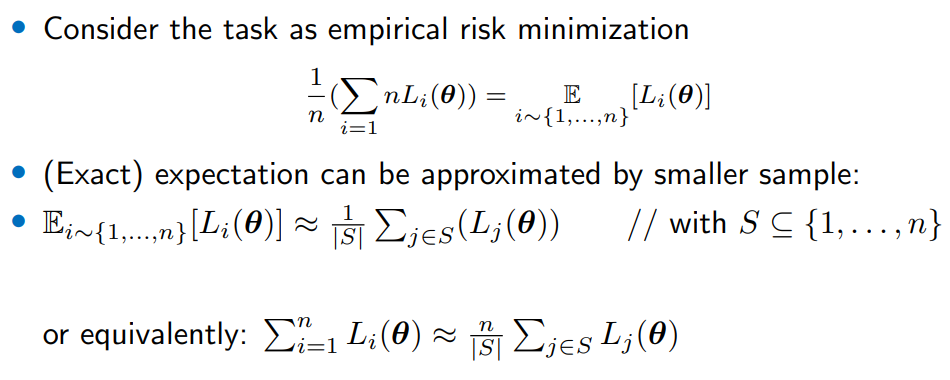 • Consider the task as empirical risk minimization
$\frac{1}{n}(\sum_{i=1} nL_i(\boldsymbol{\theta})) = \mathbb{E}_{i\sim\{1,\ldots,n\}}[L_i(\boldsymbol{\theta})]$
• (Exact) expectation can be approximated by smaller sample:
• $\mathbb{E}_{i\sim\{1,\ldots,n\}}[L_i(\boldsymbol{\theta})] \approx \frac{1}{|S|}\sum_{j\in S}(L_j(\boldsymbol{\theta}))$ // with $S \subseteq \{1,\ldots,n\}$
or equivalently: $\sum_{i=1}^{n} L_i(\boldsymbol{\theta}) \approx \frac{n}{|S|}\sum_{j\in S} L_j(\boldsymbol{\theta})$